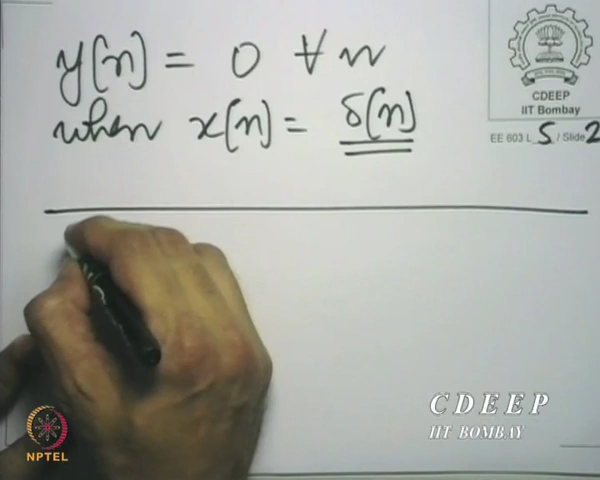 y[n] = 0 ∀ n
when x[n] = δ[n]
CDEEP
IIT Bombay
EE 603 L 5 / Slide 2
CDEEP
IIT BOMBAY
NPTEL